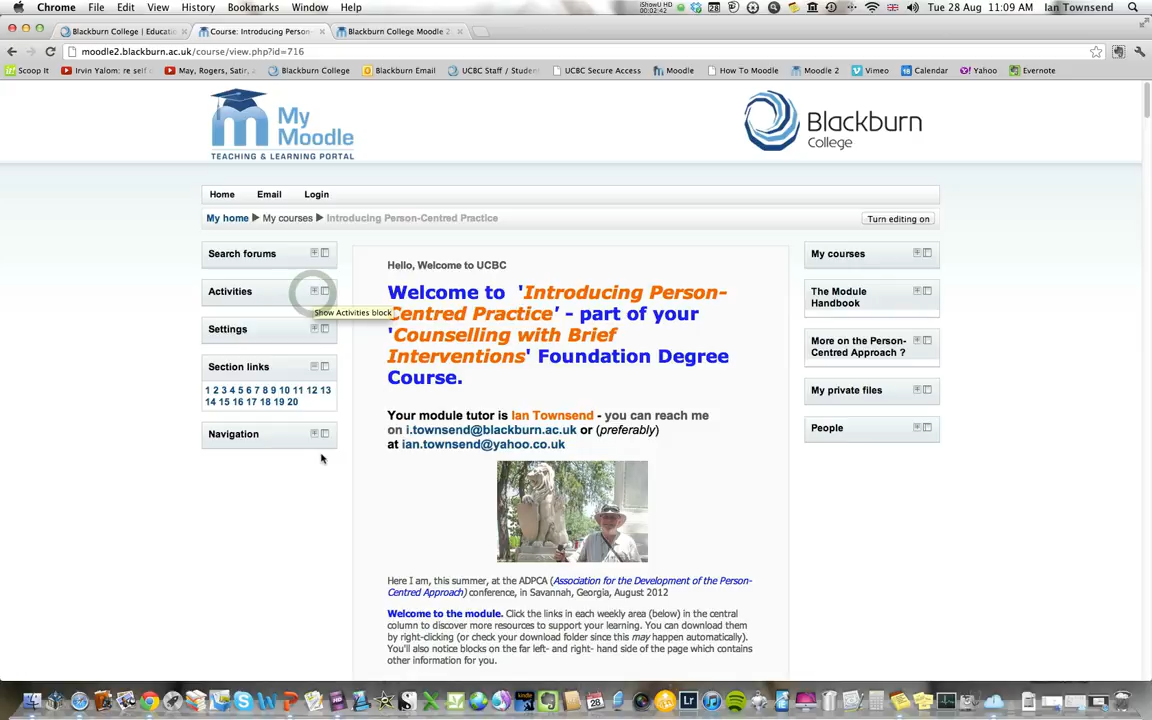 Chrome File Edit View History Bookmarks Window Help iShowU HD 00:02:42 Tue 28 Aug 11:09 AM Ian Townsend
Blackburn College | Educatio Course: Introducing Person- Blackburn College Moodle 2
moodle2.blackburn.ac.uk/course/view.php?id=716
Scoop It Irvin Yalom: re self d May, Rogers, Satir, a Blackburn College Blackburn Email UCBC Staff / Studen UCBC Secure Access Moodle How To Moodle Moodle 2 Vimeo Calendar Yahoo Evernote
My
Moodle
TEACHING & LEARNING PORTAL
Blackburn
College
Home Email Login
My home ▶ My courses ▶ Introducing Person-Centred Practice Turn editing on
Search forums
Activities
Show Activities block
Settings
Section links
1 2 3 4 5 6 7 8 9 10 11 12 13
14 15 16 17 18 19 20
Navigation
Hello, Welcome to UCBC
Welcome to 'Introducing Person-
Centred Practice' - part of your
'Counselling with Brief
Interventions' Foundation Degree
Course.
Your module tutor is Ian Townsend - you can reach me
on i.townsend@blackburn.ac.uk or (preferably)
at ian.townsend@yahoo.co.uk
Here I am, this summer, at the ADPCA (Association for the Development of the Person-
Centred Approach) conference, in Savannah, Georgia, August 2012
Welcome to the module. Click the links in each weekly area (below) in the central
column to discover more resources to support your learning. You can download them
by right-clicking (or check your download folder since this may happen automatically).
You'll also notice blocks on the far left- and right- hand side of the page which contains
other information for you.
My courses
The Module
Handbook
More on the Person-
Centred Approach ?
My private files
People